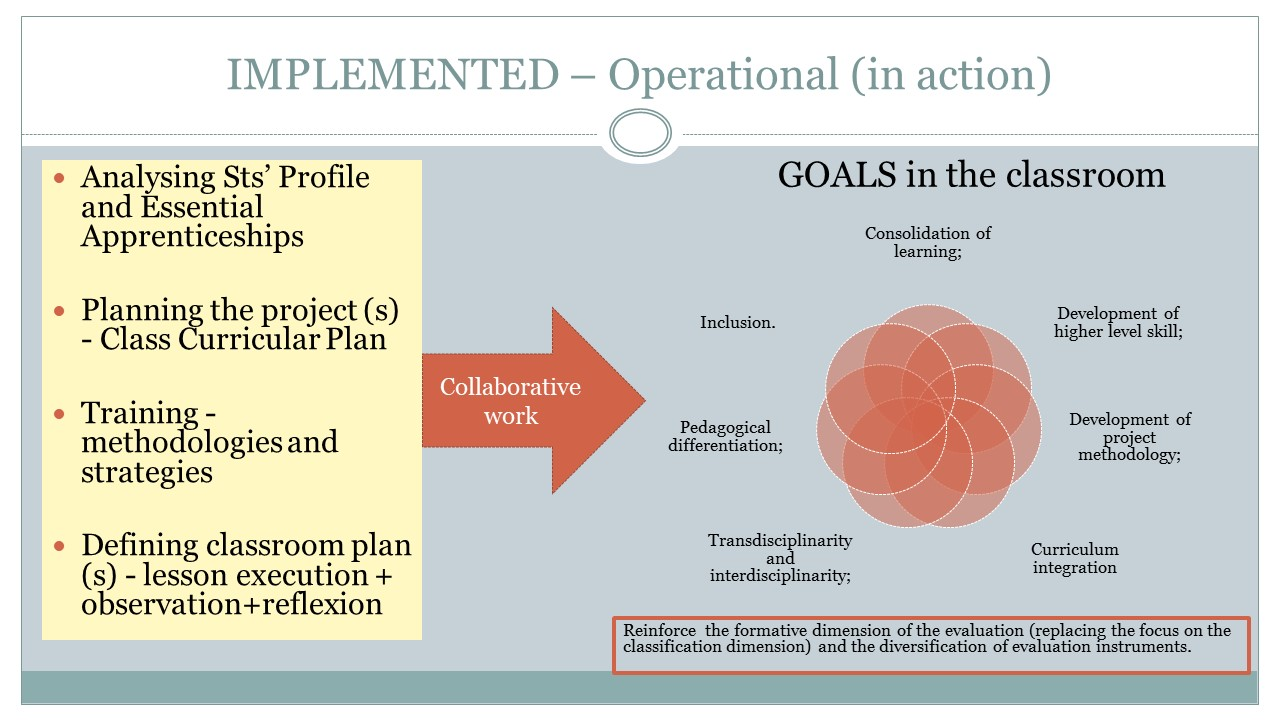 IMPLEMENTED – Operational (in action)
• Analysing Sts’ Profile
and Essential
Apprenticeships
• Planning the project (s)
- Class Curricular Plan
• Training -
methodologies and
strategies
• Defining classroom plan
(s) - lesson execution +
observation+reflexion
Collaborative
work
GOALS in the classroom
Consolidation of
learning;
Development of
higher level skill;
Development of
project
methodology;
Curriculum
integration
Transdisciplinarity
and
interdisciplinarity;
Pedagogical
differentiation;
Inclusion.
Reinforce the formative dimension of the evaluation (replacing the focus on the
classification dimension) and the diversification of evaluation instruments.